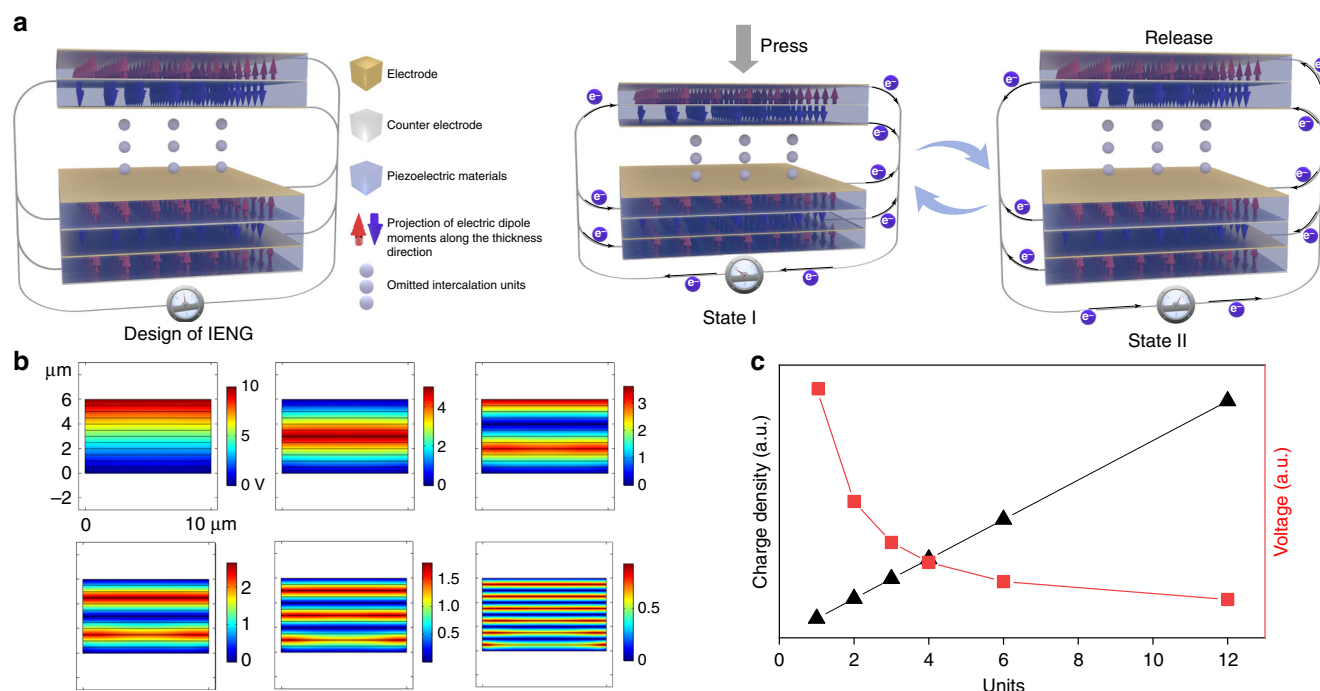 a
Electrode
Counter electrode
Piezoelectric materials
Projection of electric dipole
moments along the thickness
direction
Omitted intercalation units
Design of IENG
Press
e−
e−
e−
e−
e−
e−
e−
e−
e−
e−
State I
Release
e−
e−
e−
e−
e−
e−
e−
e−
e−
e−
State II
b
μm
6
4
2
0
−2
0
10 μm
10
5
0 V
4
2
0
3
2
1
0
2
1
0
1.5
1.0
0.5
0.5
c
Charge density (a.u.)
Voltage (a.u.)
0
2
4
6
8
10
12
Units